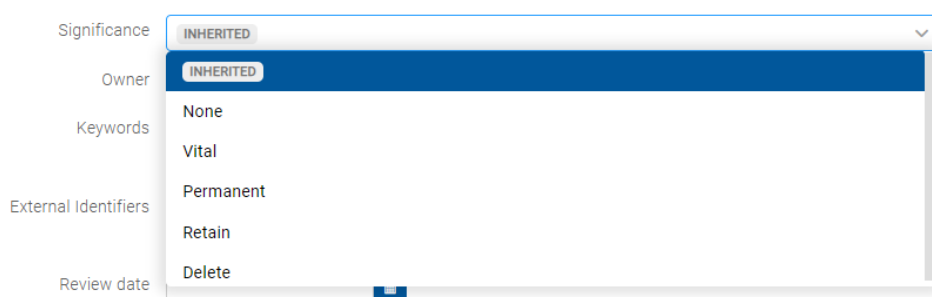 Significance INHERITED
INHERITED
Owner
None
Keywords
Vital
Permanent
External Identifiers
Retain
Delete
Review date